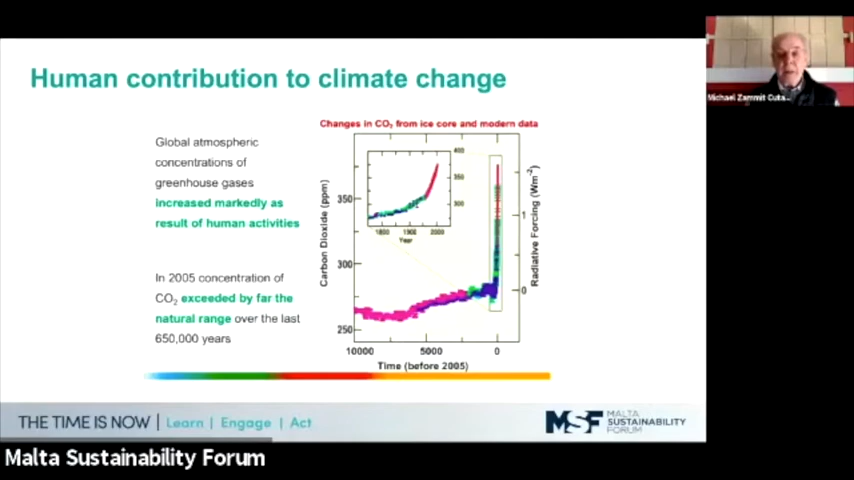 Human contribution to climate change
Michael Zammit Cuta...
Global atmospheric
concentrations of
greenhouse gases
increased markedly as
result of human activities
In 2005 concentration of
CO2 exceeded by far the
natural range over the last
650,000 years
Changes in CO2 from ice core and modern data
Carbon Dioxide (ppm)
350
300
250
400
350
300
1800 1900 2000
Year
Radiative Forcing (Wm-2)
1
0
10000 5000 0
Time (before 2005)
THE TIME IS NOW | Learn | Engage | Act
MSF MALTA
SUSTAINABILITY
FORUM
Malta Sustainability Forum